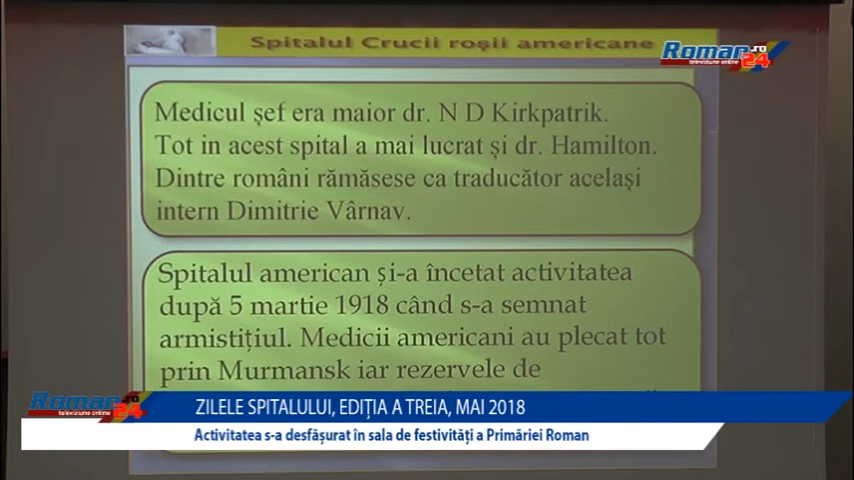 Spitalul Crucii roșii americane
Roman.ro
televiziune online 24
Medicul șef era maior dr. N D Kirkpatrik.
Tot in acest spital a mai lucrat și dr. Hamilton.
Dintre români rămăsese ca traducător același
intern Dimitrie Vârnav.
Spitalul american și-a încetat activitatea
după 5 martie 1918 când s-a semnat
armistițiul. Medicii americani au plecat tot
prin Murmansk iar rezervele de
Roman.ro
televiziune online 24
ZILELE SPITALULUI, EDIȚIA A TREIA, MAI 2018
Activitatea s-a desfășurat în sala de festivități a Primăriei Roman